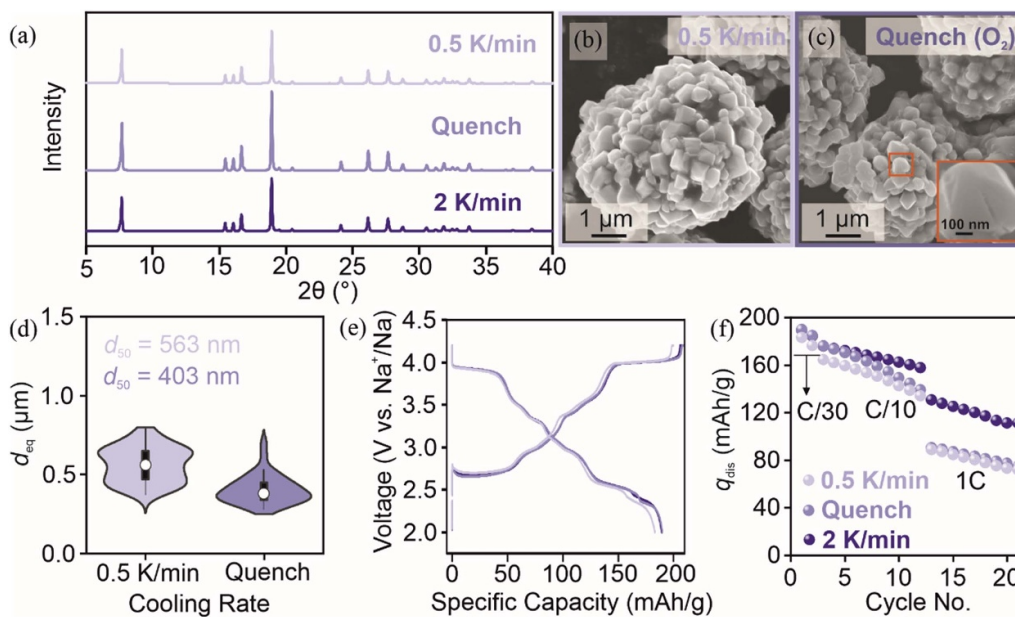 (a)
0.5 K/min
Quench
2 K/min
Intensity
5 10 15 20 25 30 35 40
2θ (°)
(b) 0.5 K/min
1 µm
(c) Quench (O₂)
1 µm
100 nm
(d)
d₅₀ = 563 nm
d₅₀ = 403 nm
1.5
1.0
0.5
0.0
d_eq (µm)
0.5 K/min Quench
Cooling Rate
(e)
4.5
4.0
3.5
3.0
2.5
2.0
Voltage (V vs. Na⁺/Na)
0 50 100 150 200
Specific Capacity (mAh/g)
(f)
200
160
120
80
40
0
q_dis (mAh/g)
C/30 C/10
1C
0.5 K/min
Quench
2 K/min
0 5 10 15 20
Cycle No.